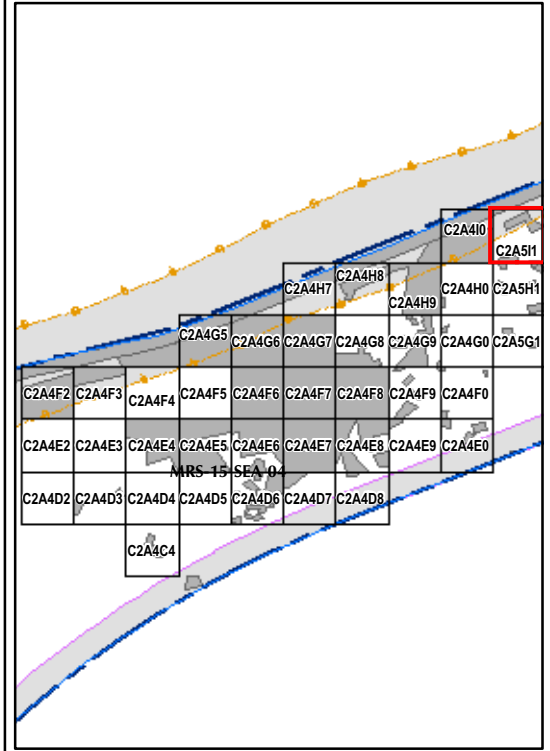 C2A4I0
C2A5I1
C2A4H7 C2A4H8 C2A4H9 C2A4H0 C2A5H1
C2A4G5 C2A4G6 C2A4G7 C2A4G8 C2A4G9 C2A4G0 C2A5G1
C2A4F2 C2A4F3 C2A4F4 C2A4F5 C2A4F6 C2A4F7 C2A4F8 C2A4F9 C2A4F0
C2A4E2 C2A4E3 C2A4E4 C2A4E5 C2A4E6 C2A4E7 C2A4E8 C2A4E9 C2A4E0
MRS-15-SEA-04
C2A4D2 C2A4D3 C2A4D4 C2A4D5 C2A4D6 C2A4D7 C2A4D8
C2A4C4